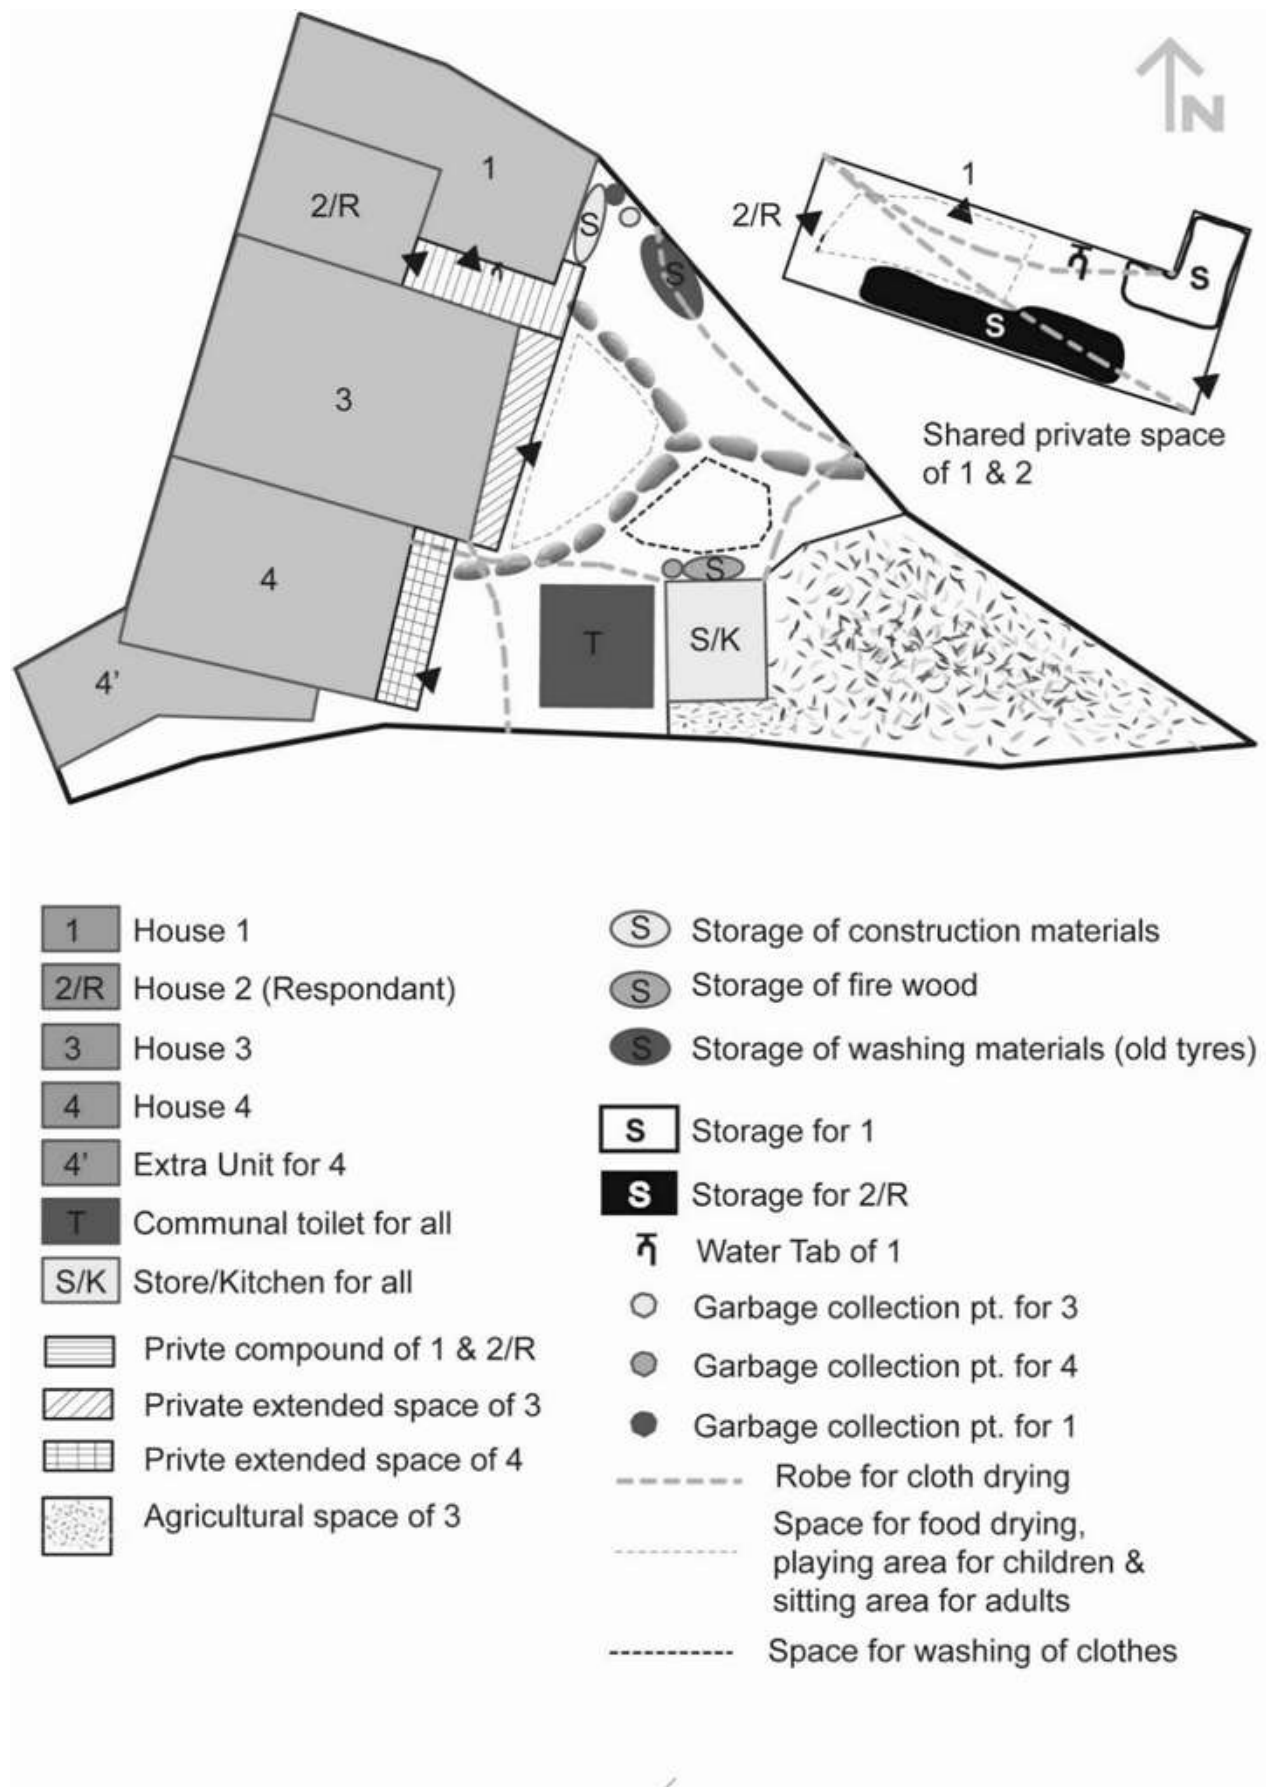 N
1
2/R
S
S
3
4
4'
T
S/K
S
1
2/R
S
S
Shared private space
of 1 & 2
1 House 1
2/R House 2 (Respondant)
3 House 3
4 House 4
4' Extra Unit for 4
T Communal toilet for all
S/K Store/Kitchen for all
Privte compound of 1 & 2/R
Private extended space of 3
Privte extended space of 4
Agricultural space of 3
S Storage of construction materials
S Storage of fire wood
S Storage of washing materials (old tyres)
S Storage for 1
S Storage for 2/R
Water Tab of 1
Garbage collection pt. for 3
Garbage collection pt. for 4
Garbage collection pt. for 1
Robe for cloth drying
Space for food drying,
playing area for children &
sitting area for adults
Space for washing of clothes